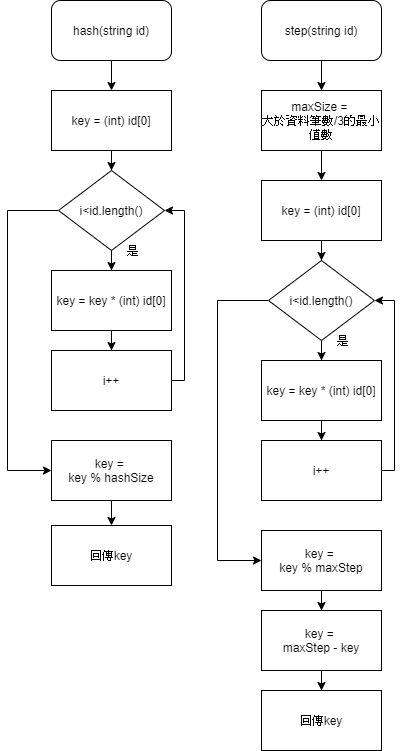 hash(string id)
key = (int) id[0]
i<id.length()
是
key = key * (int) id[0]
i++
key =
key % hashSize
回傳key
step(string id)
maxSize =
大於資料筆數/3的最小
值數
key = (int) id[0]
i<id.length()
是
key = key * (int) id[0]
i++
key =
key % maxStep
key =
maxStep - key
回傳key